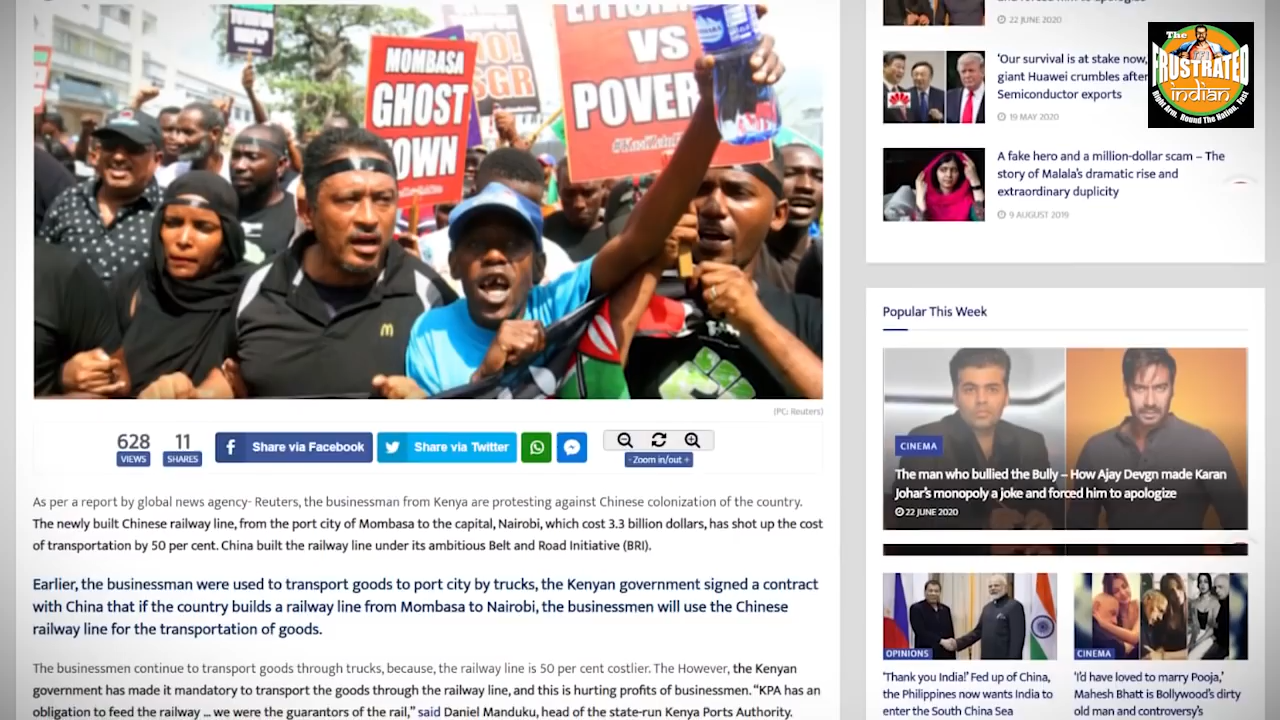 MOMBASA
GHOST
TOWN
NO!
SGR
VS
POVER
22 JUNE 2020
'Our survival is at stake now,
giant Huawei crumbles after
Semiconductor exports
19 MAY 2020
The
FRUSTRATED
indian
Right Arm, Round The Nation, Fast
A fake hero and a million-dollar scam – The
story of Malala's dramatic rise and
extraordinary duplicity
9 AUGUST 2019
(PC: Reuters)
628
VIEWS
11
SHARES
Share via Facebook
Share via Twitter
- Zoom in/out +
As per a report by global news agency- Reuters, the businessman from Kenya are protesting against Chinese colonization of the country.
The newly built Chinese railway line, from the port city of Mombasa to the capital, Nairobi, which cost 3.3 billion dollars, has shot up the cost
of transportation by 50 per cent. China built the railway line under its ambitious Belt and Road Initiative (BRI).
Earlier, the businessman were used to transport goods to port city by trucks, the Kenyan government signed a contract
with China that if the country builds a railway line from Mombasa to Nairobi, the businessmen will use the Chinese
railway line for the transportation of goods.
The businessmen continue to transport goods through trucks, because, the railway line is 50 per cent costlier. The However, the Kenyan
government has made it mandatory to transport the goods through the railway line, and this is hurting profits of businessmen. “KPA has an
obligation to feed the railway ... we were the guarantors of the rail,” said Daniel Manduku, head of the state-run Kenya Ports Authority.
Popular This Week
CINEMA
The man who bullied the Bully – How Ajay Devgn made Karan
Johar's monopoly a joke and forced him to apologize
22 JUNE 2020
OPINIONS
'Thank you India!' Fed up of China,
the Philippines now wants India to
enter the South China Sea
CINEMA
'I'd have loved to marry Pooja,'
Mahesh Bhatt is Bollywood's dirty
old man and controversy's